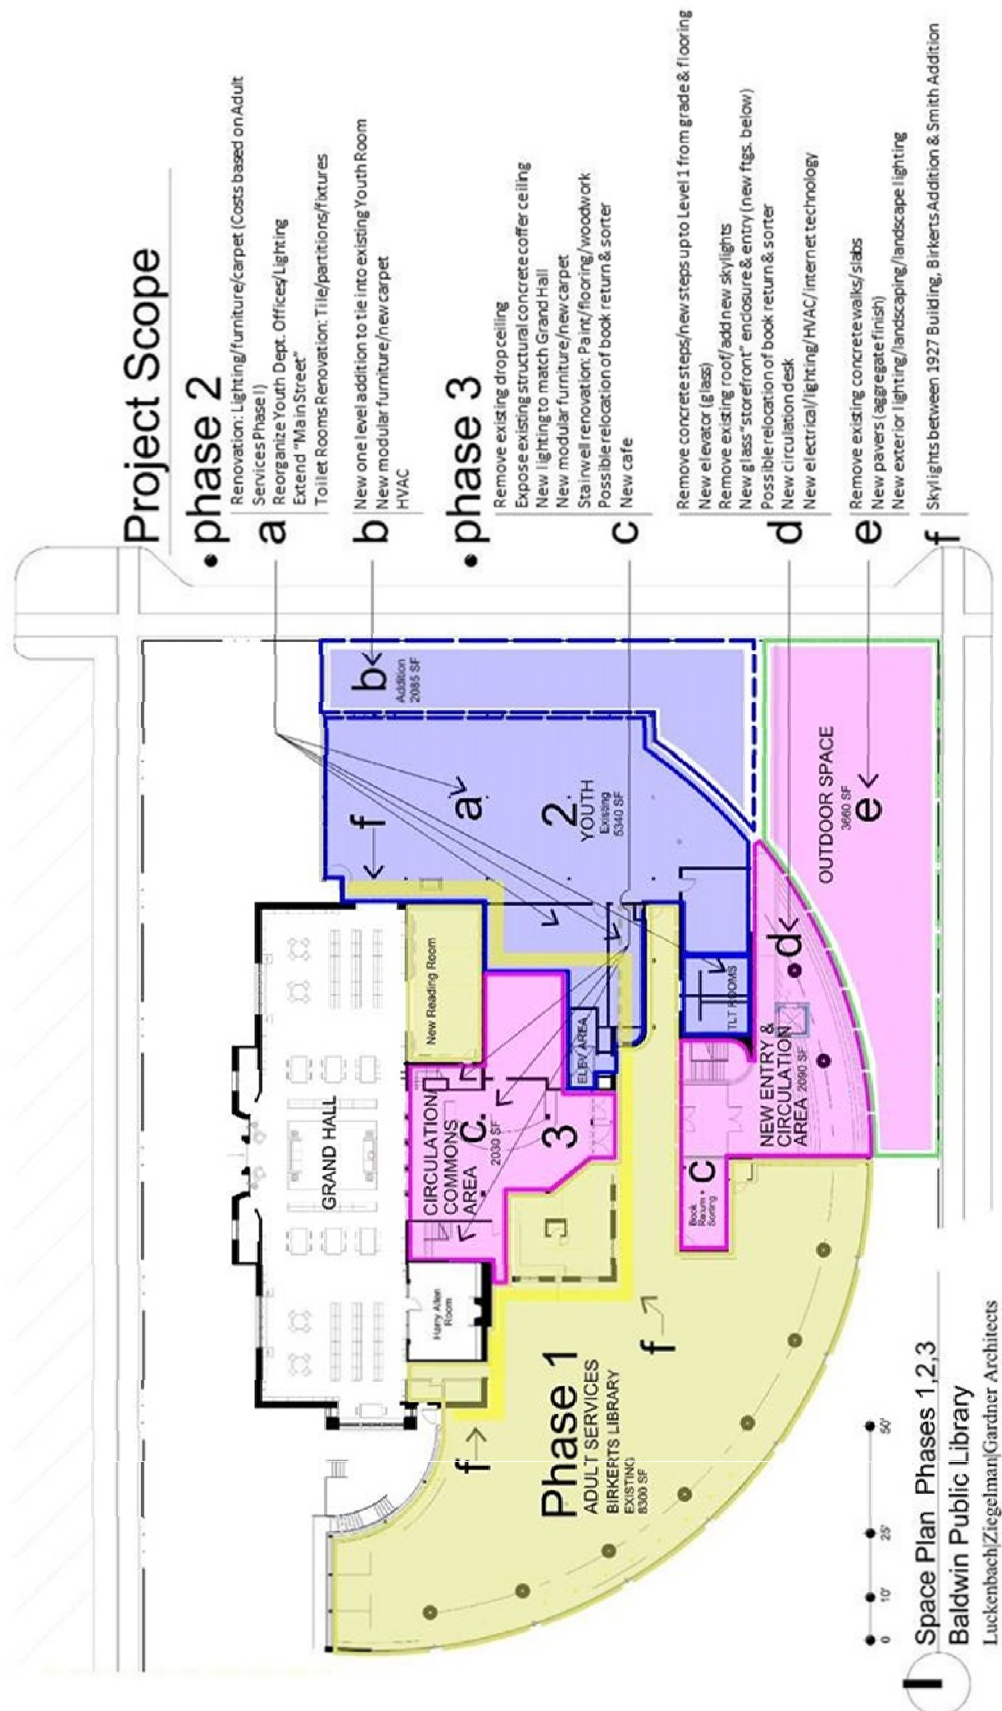 Project Scope
• phase 2
a
Renovation: Lighting/furniture/carpet (Costs based on Adult
Services Phase I)
Reorganize Youth Dept. Offices/Lighting
Extend "Main Street"
Toilet Rooms Renovation: Tile/partitions/fixtures
b
New one level addition to tie into existing Youth Room
New modular furniture/new carpet
HVAC
• phase 3
Remove existing drop ceiling
Expose existing structural concrete coffer ceiling
New lighting to match Grand Hall
New modular furniture/new carpet
Stairwell renovation: Paint/flooring/woodwork
Possible relocation of book return & sorter
New cafe
c
Remove concrete steps/new steps up to Level 1 from grade & flooring
New elevator (glass)
Remove existing roof/add new skylights
New glass "storefront" enclosure & entry (new ftgs. below)
Possible relocation of book return & sorter
New circulation desk
New electrical/lighting/HVAC/internet technology
d
Remove existing concrete walks/slabs
New pavers (aggregate finish)
New exterior lighting/landscaping/landscape lighting
e
Skylights between 1927 Building, Birkerts Addition & Smith Addition
f
GRAND HALL
New Reading Room
Harry Allen
Room
CIRCULATION
COMMONS
AREA
2030 SF
c.
3
ELEV AREA
f
a
2.
YOUTH
Existing
5340 SF
b
Addition
2085 SF
TLT ROOMS
Book
Return +
Sorting
c
NEW ENTRY &
CIRCULATION
AREA 2090 SF
d
OUTDOOR SPACE
3660 SF
e
f
f
Phase 1
ADULT SERVICES
BIRKERTS LIBRARY
EXISTING
8300 SF
0 10' 25' 50'
Space Plan Phases 1,2,3
Baldwin Public Library
Luckenbach|Ziegelman|Gardner Architects